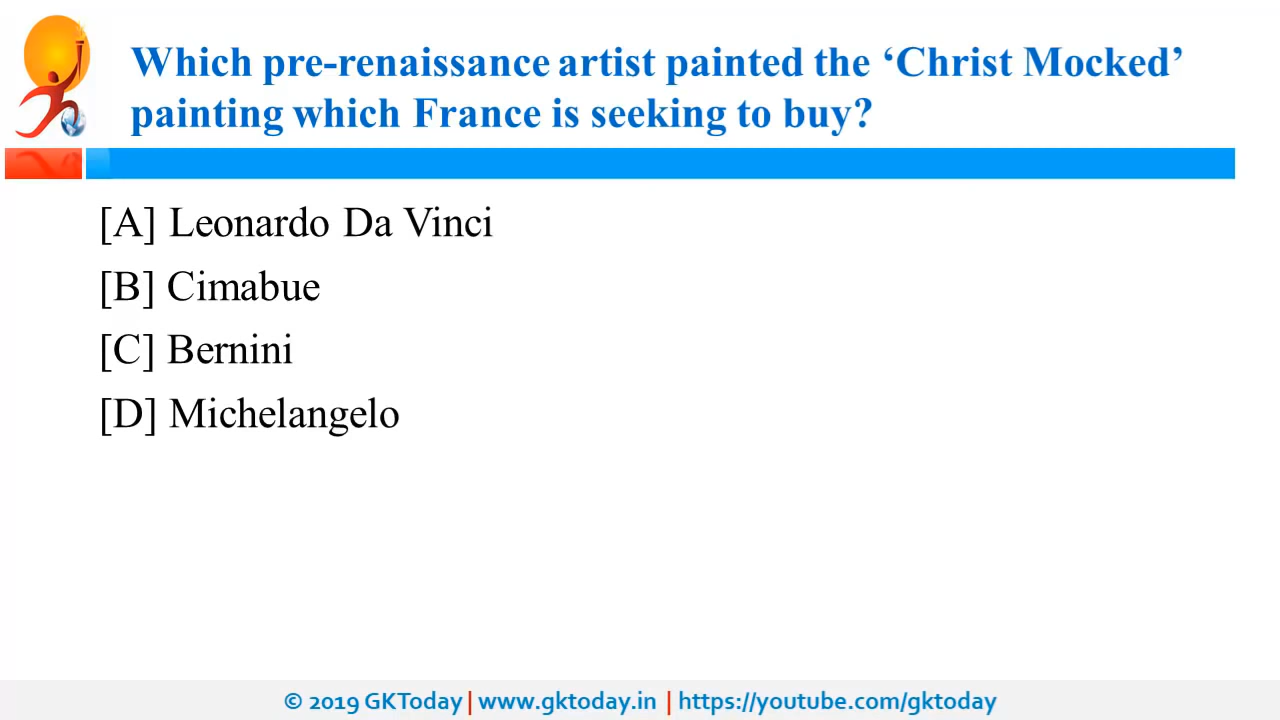 Which pre-renaissance artist painted the ‘Christ Mocked’
painting which France is seeking to buy?
[A] Leonardo Da Vinci
[B] Cimabue
[C] Bernini
[D] Michelangelo
© 2019 GKToday | www.gktoday.in | https://youtube.com/gktoday